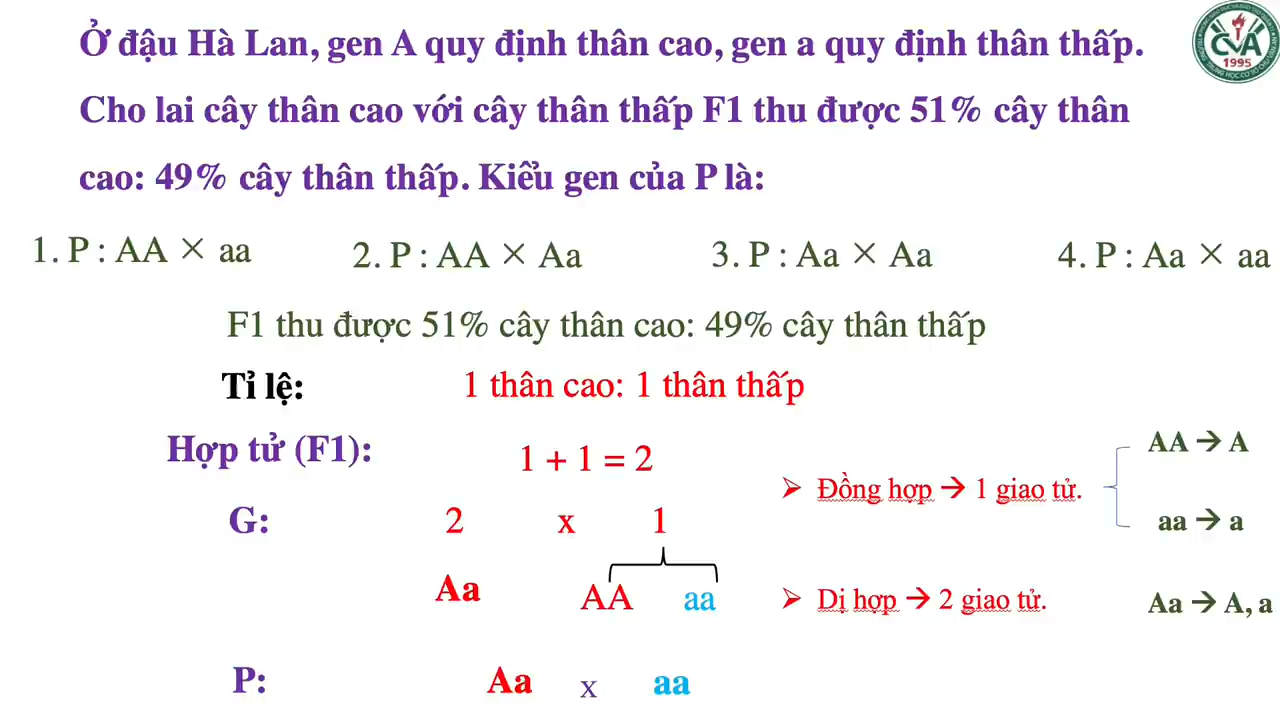 Ở đậu Hà Lan, gen A quy định thân cao, gen a quy định thân thấp.
Cho lai cây thân cao với cây thân thấp F1 thu được 51% cây thân
cao: 49% cây thân thấp. Kiểu gen của P là:
1. P : AA × aa
2. P : AA × Aa
3. P : Aa × Aa
4. P : Aa × aa
F1 thu được 51% cây thân cao: 49% cây thân thấp
Tỉ lệ: 1 thân cao: 1 thân thấp
Hợp tử (F1): 1 + 1 = 2
G: 2 x 1
Aa AA aa
P: Aa x aa
➢ Đồng hợp → 1 giao tử.
AA → A
aa → a
➢ Dị hợp → 2 giao tử.
Aa → A, a
CVA
1995